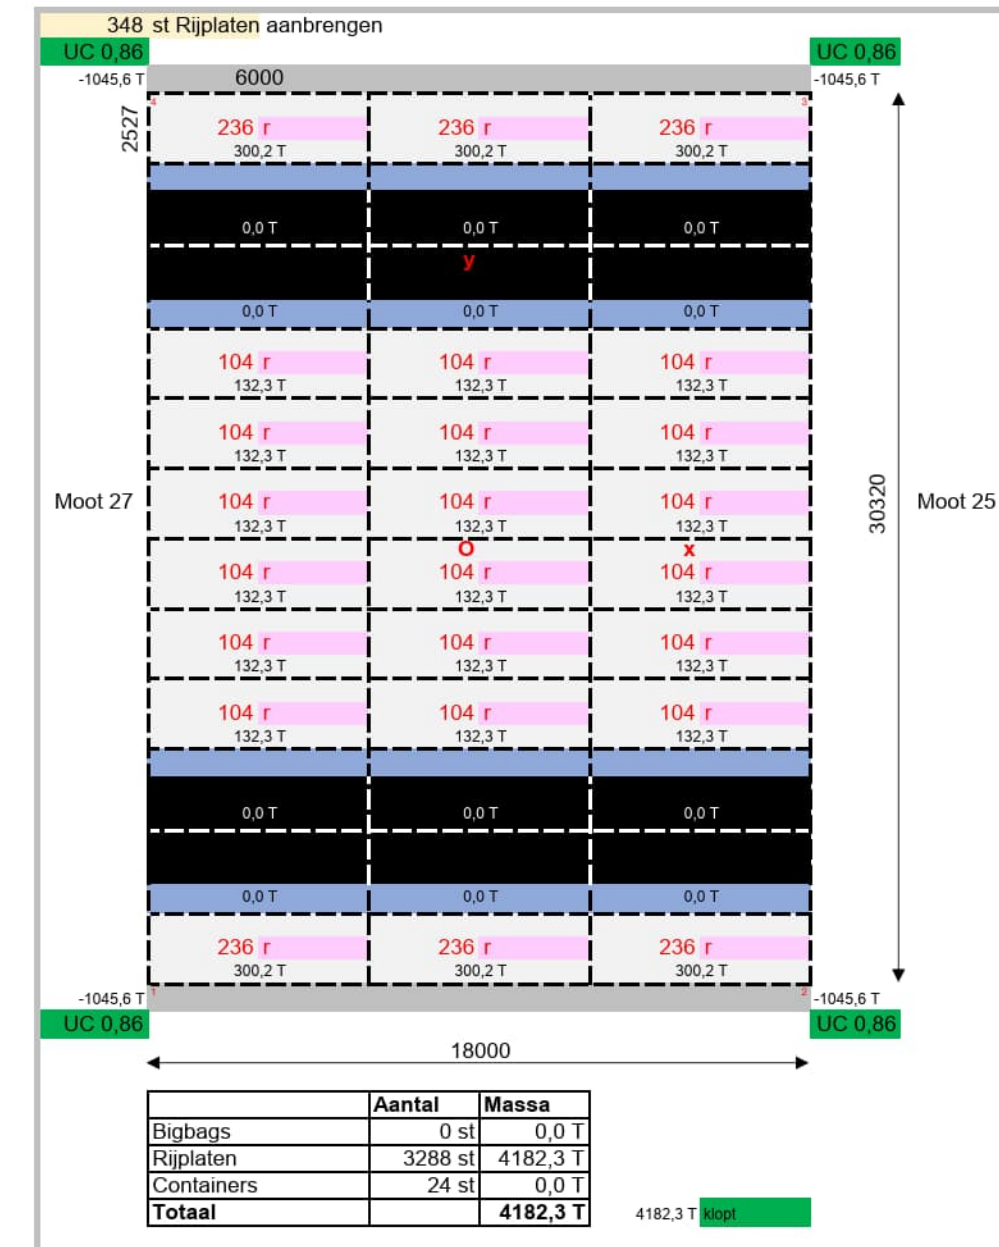 348 st Rijplaten aanbrengen
UC 0,86 UC 0,86
-1045,6 T 6000 -1045,6 T
4 3
2527
236 r 236 r 236 r
300,2 T 300,2 T 300,2 T
0,0 T 0,0 T 0,0 T
y
0,0 T 0,0 T 0,0 T
104 r 104 r 104 r
132,3 T 132,3 T 132,3 T
104 r 104 r 104 r
132,3 T 132,3 T 132,3 T
Moot 27 104 r 104 r 104 r 30320 Moot 25
132,3 T 132,3 T 132,3 T
O x
104 r 104 r 104 r
132,3 T 132,3 T 132,3 T
104 r 104 r 104 r
132,3 T 132,3 T 132,3 T
104 r 104 r 104 r
132,3 T 132,3 T 132,3 T
0,0 T 0,0 T 0,0 T
0,0 T 0,0 T 0,0 T
236 r 236 r 236 r
300,2 T 300,2 T 300,2 T
-1045,6 T 1 2 -1045,6 T
UC 0,86 UC 0,86
18000
Aantal Massa
Bigbags 0 st 0,0 T
Rijplaten 3288 st 4182,3 T
Containers 24 st 0,0 T
Totaal 4182,3 T 4182,3 T klopt